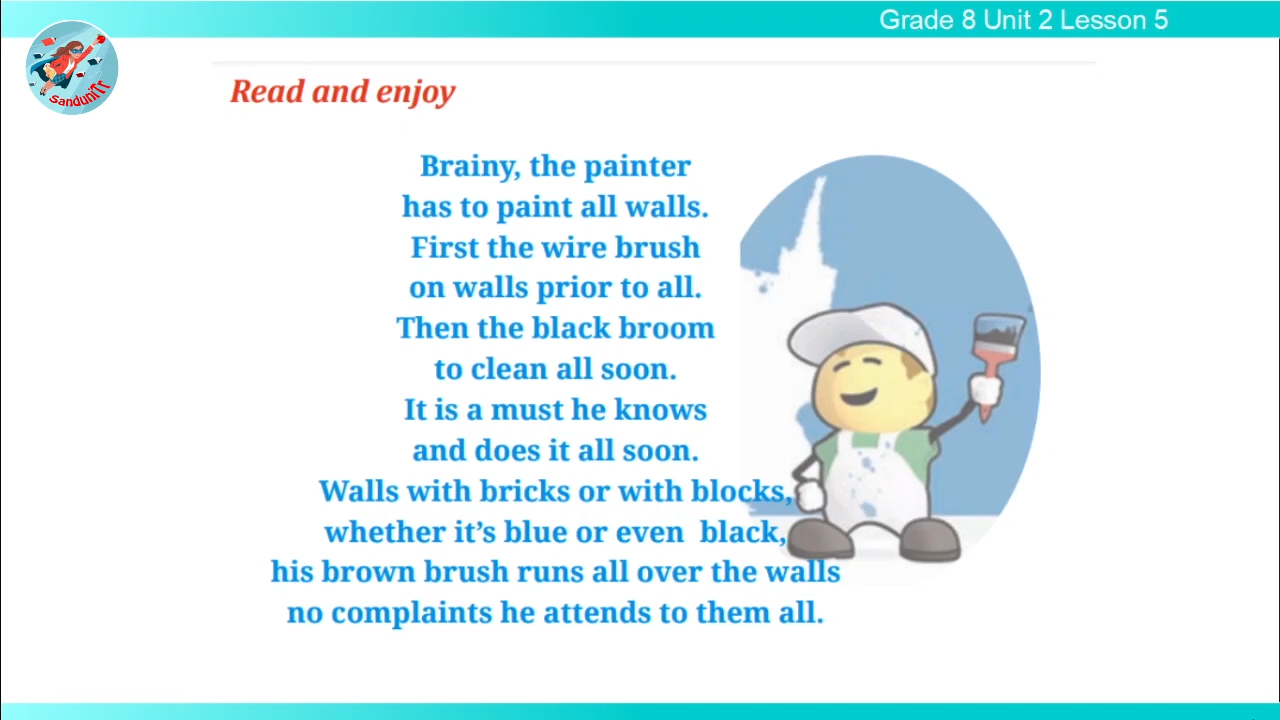 Grade 8 Unit 2 Lesson 5
SanduniTr
Read and enjoy
Brainy, the painter
has to paint all walls.
First the wire brush
on walls prior to all.
Then the black broom
to clean all soon.
It is a must he knows
and does it all soon.
Walls with bricks or with blocks,
whether it’s blue or even  black,
his brown brush runs all over the walls
no complaints he attends to them all.